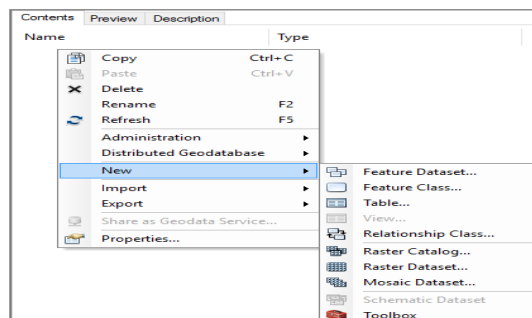 Contents Preview Description
Name Type
Copy Ctrl+C
Paste Ctrl+V
Delete
Rename F2
Refresh F5
Administration
Distributed Geodatabase
New
Import
Export
Share as Geodata Service...
Properties...
Feature Dataset...
Feature Class...
Table...
View...
Relationship Class...
Raster Catalog...
Raster Dataset...
Mosaic Dataset...
Schematic Dataset
Toolbox